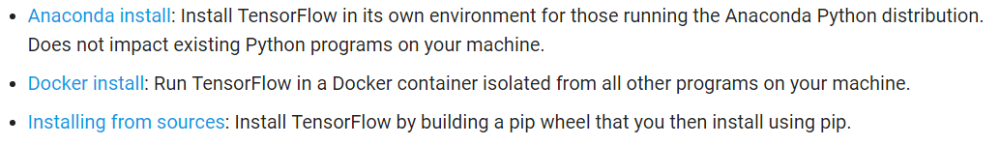 • Anaconda install: Install TensorFlow in its own environment for those running the Anaconda Python distribution.
Does not impact existing Python programs on your machine.
• Docker install: Run TensorFlow in a Docker container isolated from all other programs on your machine.
• Installing from sources: Install TensorFlow by building a pip wheel that you then install using pip.